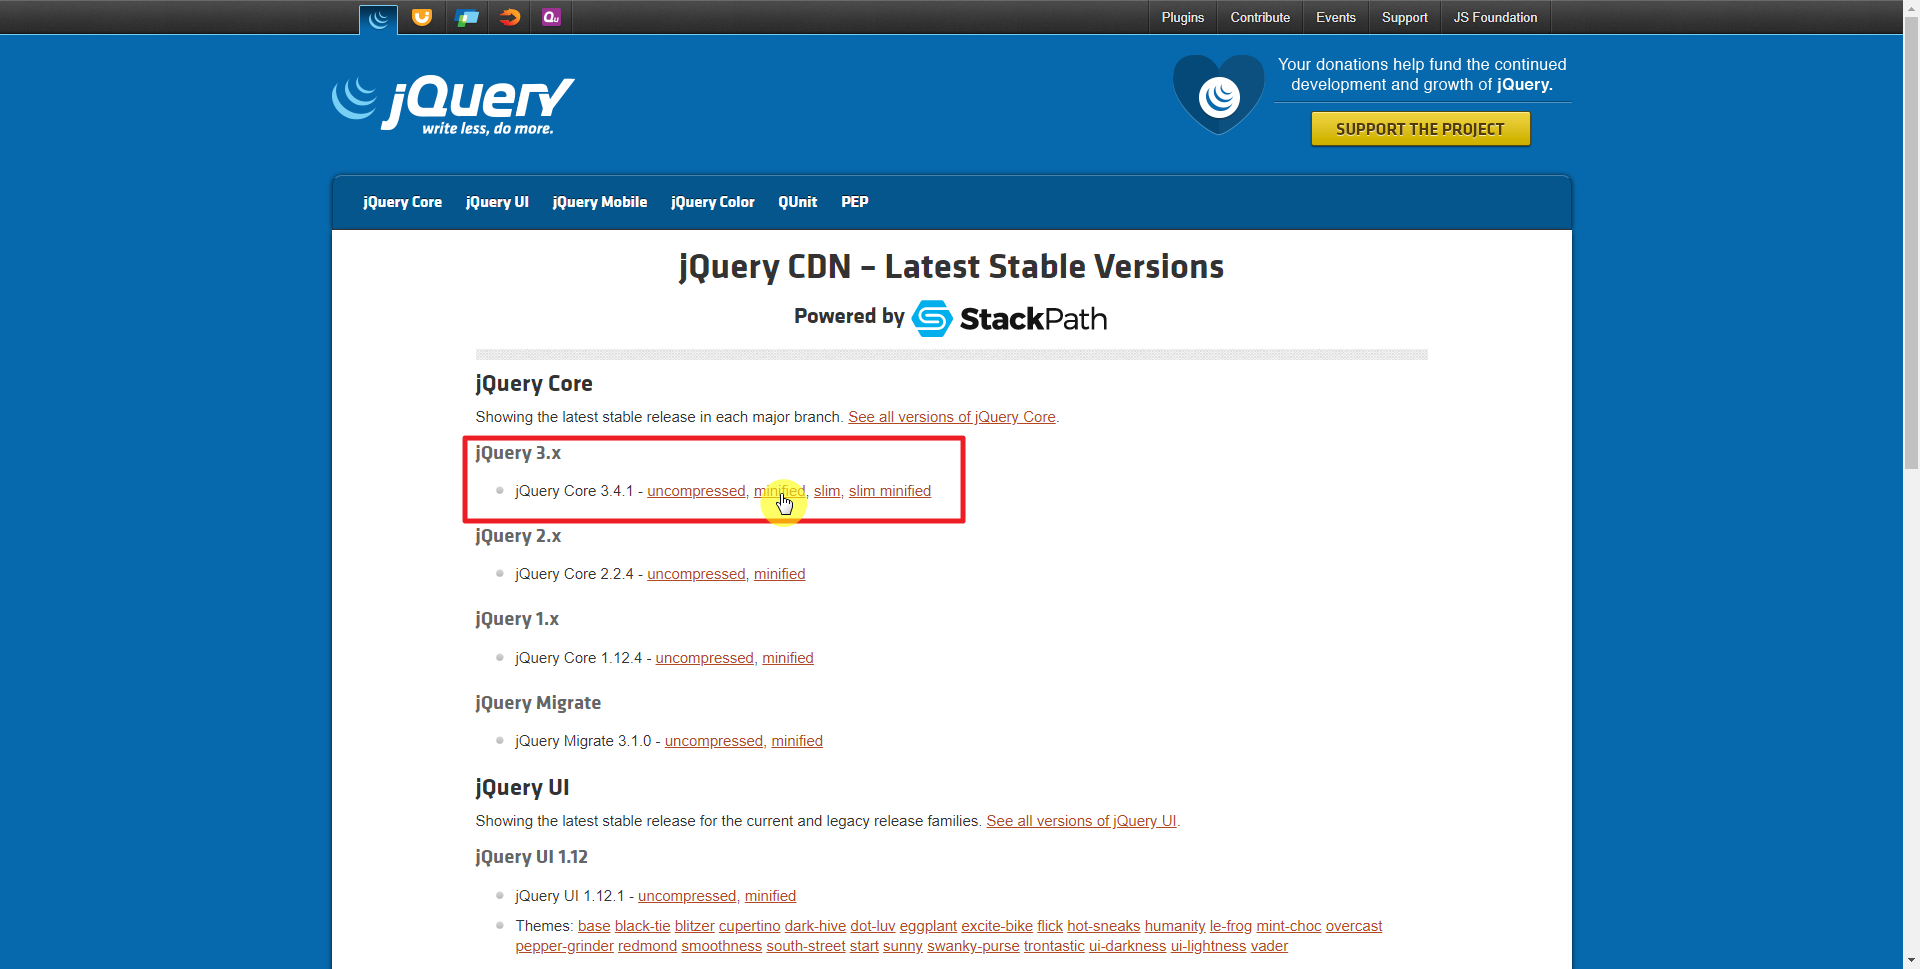 Plugins Contribute Events Support JS Foundation
Qu
jQuery
write less, do more.
Your donations help fund the continued
development and growth of jQuery.
SUPPORT THE PROJECT
jQuery Core jQuery UI jQuery Mobile jQuery Color QUnit PEP
jQuery CDN – Latest Stable Versions
Powered by StackPath
jQuery Core
Showing the latest stable release in each major branch. See all versions of jQuery Core.
jQuery 3.x
jQuery Core 3.4.1 - uncompressed, minified, slim, slim minified
jQuery 2.x
jQuery Core 2.2.4 - uncompressed, minified
jQuery 1.x
jQuery Core 1.12.4 - uncompressed, minified
jQuery Migrate
jQuery Migrate 3.1.0 - uncompressed, minified
jQuery UI
Showing the latest stable release for the current and legacy release families. See all versions of jQuery UI.
jQuery UI 1.12
jQuery UI 1.12.1 - uncompressed, minified
Themes: base black-tie blitzer cupertino dark-hive dot-luv eggplant excite-bike flick hot-sneaks humanity le-frog mint-choc overcast
pepper-grinder redmond smoothness south-street start sunny swanky-purse trontastic ui-darkness ui-lightness vader